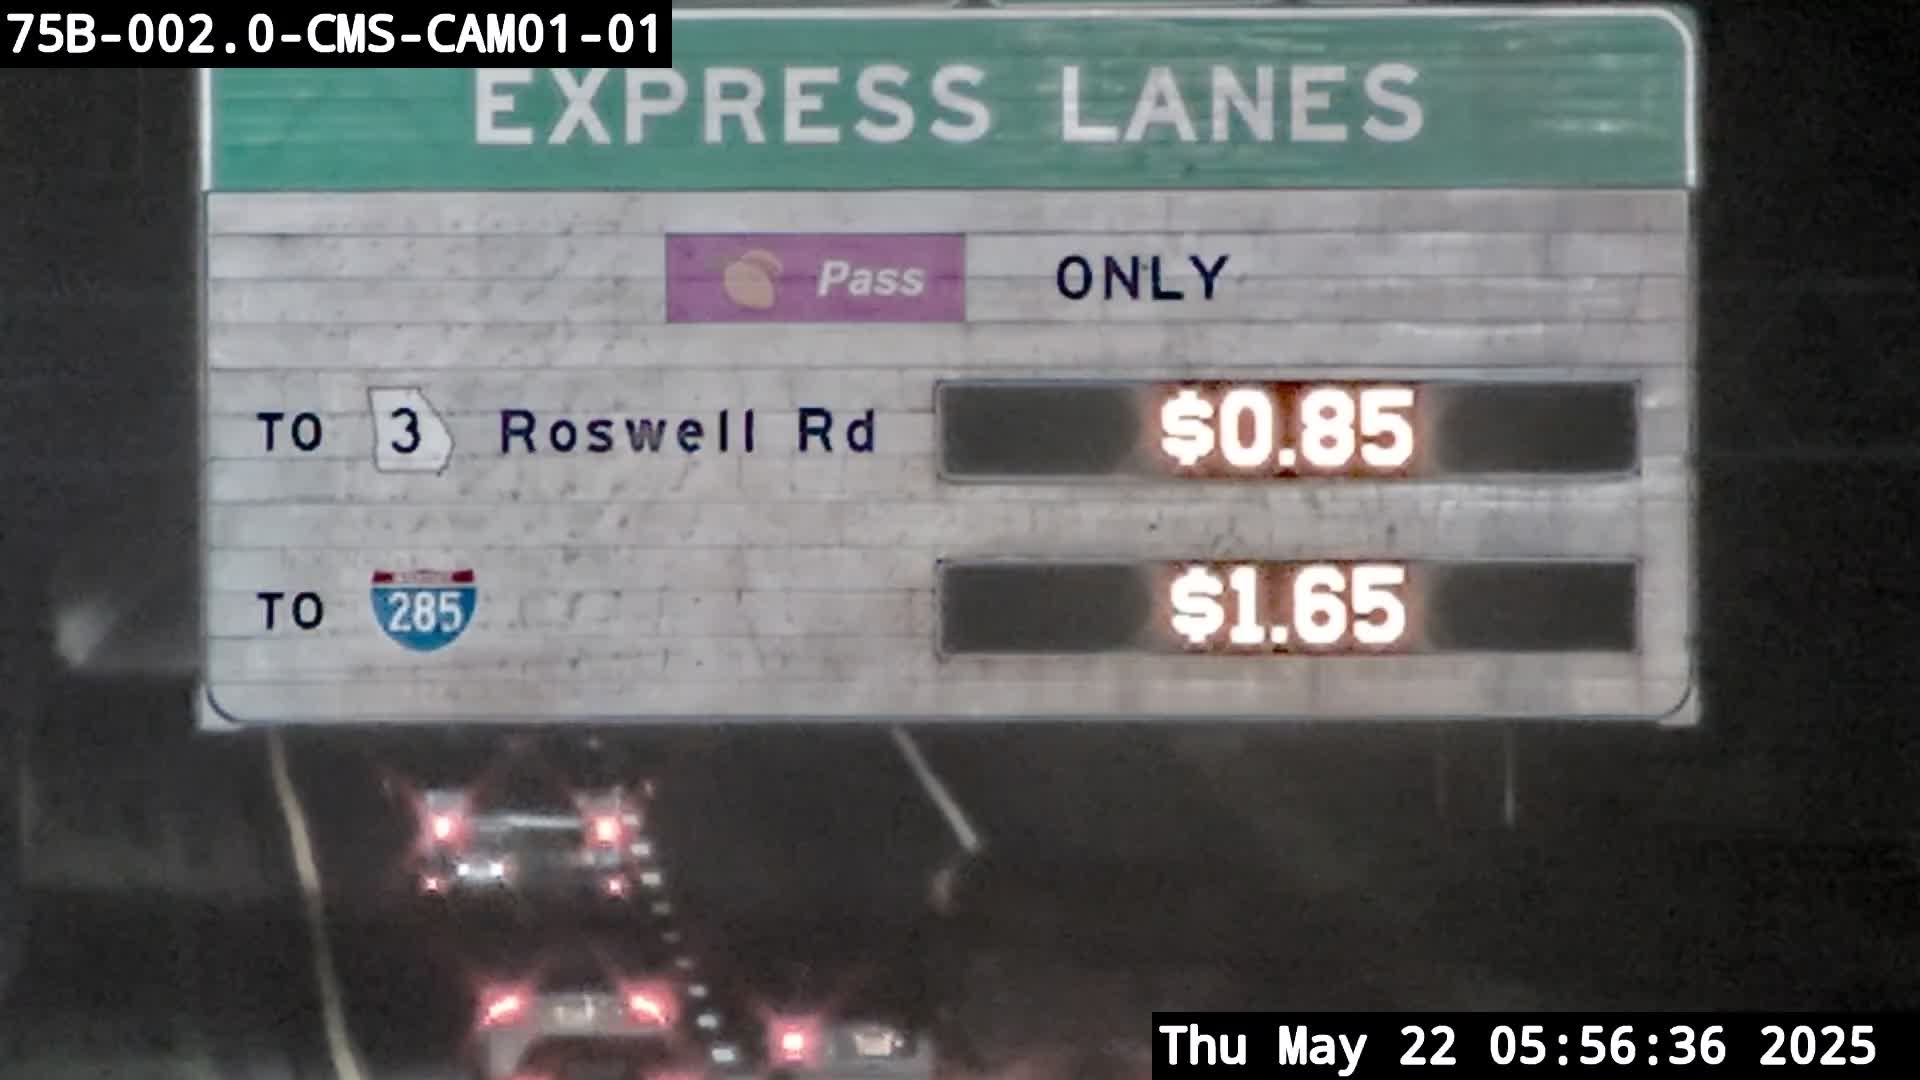 75B-002.0-CMS-CAM01-01
EXPRESS LANES
Pass ONLY
TO 3 Roswell Rd $0.85
TO 285 $1.65
Thu May 22 05:56:36 2025